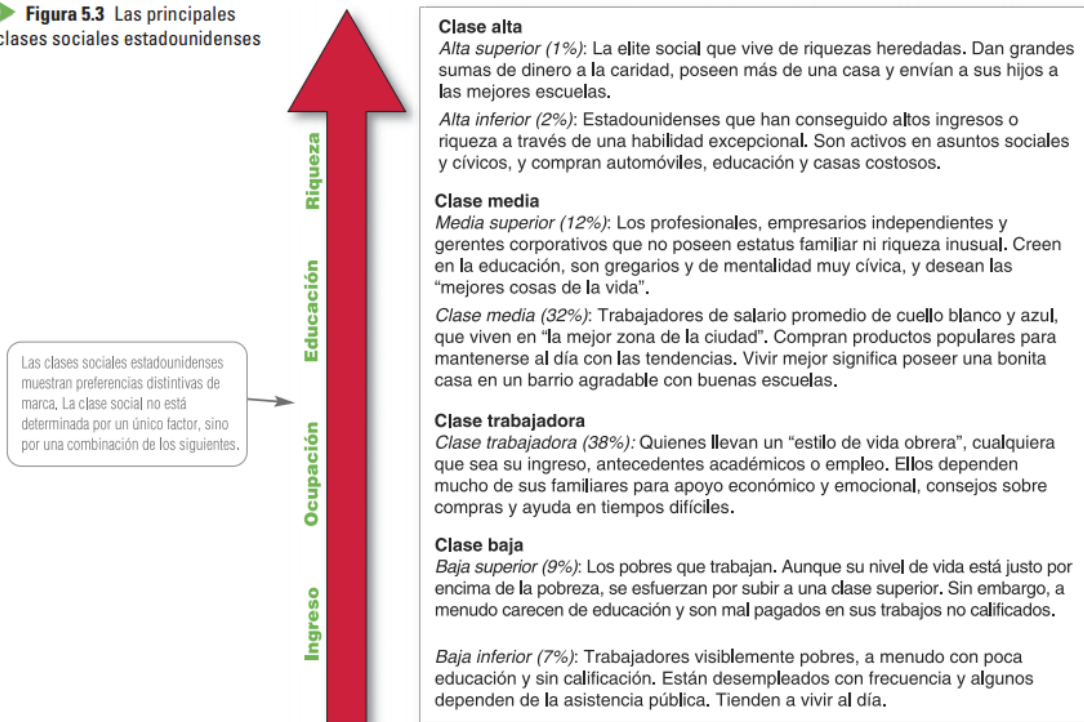 Figura 5.3 Las principales
clases sociales estadounidenses
Riqueza
Educación
Ocupación
Ingreso
Las clases sociales estadounidenses
muestran preferencias distintivas de
marca. La clase social no está
determinada por un único factor, sino
por una combinación de los siguientes.
Clase alta
Alta superior (1%): La elite social que vive de riquezas heredadas. Dan grandes
sumas de dinero a la caridad, poseen más de una casa y envían a sus hijos a
las mejores escuelas.
Alta inferior (2%): Estadounidenses que han conseguido altos ingresos o
riqueza a través de una habilidad excepcional. Son activos en asuntos sociales
y cívicos, y compran automóviles, educación y casas costosos.
Clase media
Media superior (12%): Los profesionales, empresarios independientes y
gerentes corporativos que no poseen estatus familiar ni riqueza inusual. Creen
en la educación, son gregarios y de mentalidad muy cívica, y desean las
“mejores cosas de la vida”.
Clase media (32%): Trabajadores de salario promedio de cuello blanco y azul,
que viven en “la mejor zona de la ciudad”. Compran productos populares para
mantenerse al día con las tendencias. Vivir mejor significa poseer una bonita
casa en un barrio agradable con buenas escuelas.
Clase trabajadora
Clase trabajadora (38%): Quienes llevan un “estilo de vida obrera”, cualquiera
que sea su ingreso, antecedentes académicos o empleo. Ellos dependen
mucho de sus familiares para apoyo económico y emocional, consejos sobre
compras y ayuda en tiempos difíciles.
Clase baja
Baja superior (9%): Los pobres que trabajan. Aunque su nivel de vida está justo por
encima de la pobreza, se esfuerzan por subir a una clase superior. Sin embargo, a
menudo carecen de educación y son mal pagados en sus trabajos no calificados.
Baja inferior (7%): Trabajadores visiblemente pobres, a menudo con poca
educación y sin calificación. Están desempleados con frecuencia y algunos
dependen de la asistencia pública. Tienden a vivir al día.